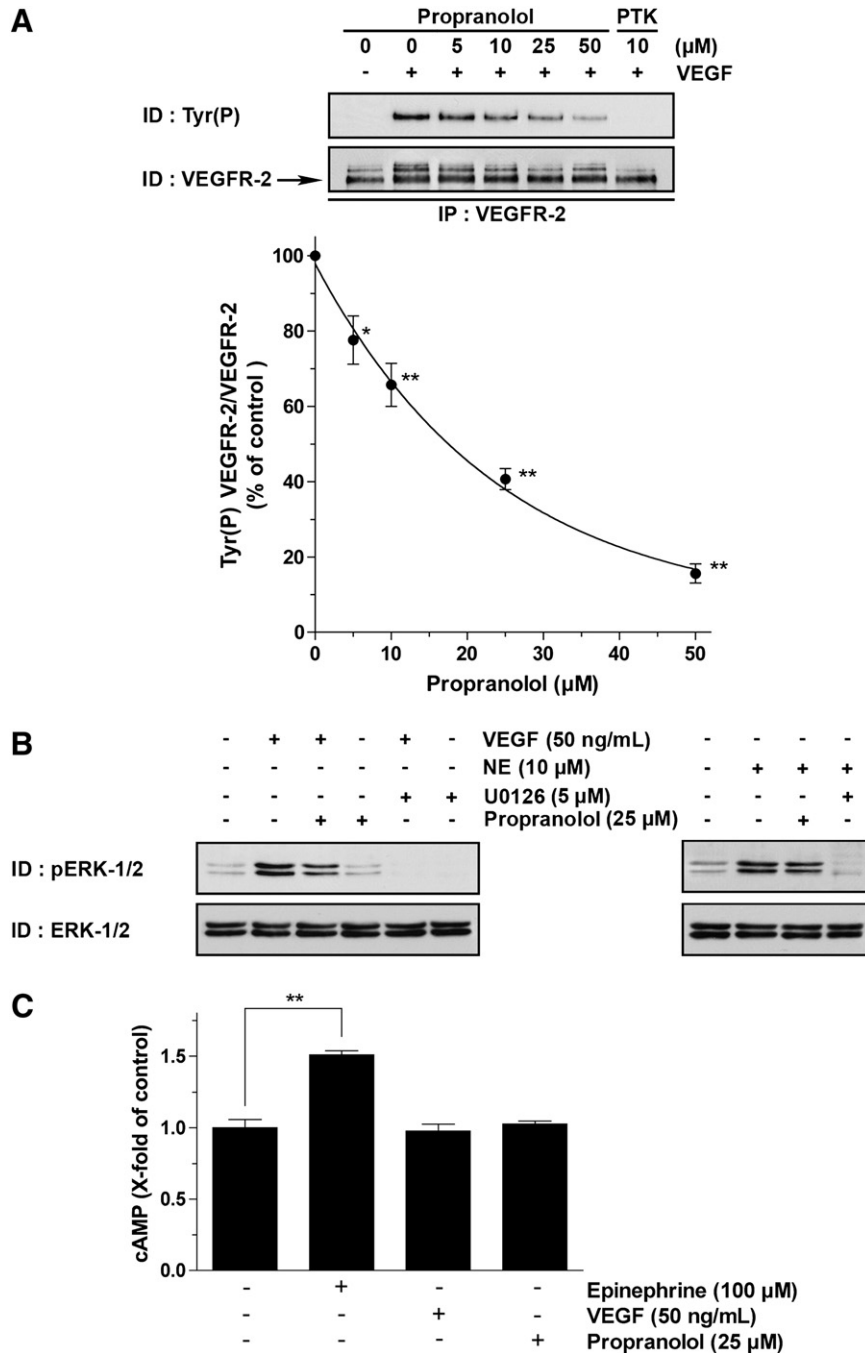 A
Propranolol PTK
0 0 5 10 25 50 10 (µM)
- + + + + + + VEGF
ID : Tyr(P)
ID : VEGFR-2
IP : VEGFR-2
Tyr(P) VEGFR-2/VEGFR-2
(% of control)
100
80
60
40
20
0
*
**
**
**
0 10 20 30 40 50
Propranolol (µM)
B
- + + - + - VEGF (50 ng/mL) - - - -
- - - - - - NE (10 µM) - + + +
- - - - + + U0126 (5 µM) - - - +
- - + + - - Propranolol (25 µM) - - + -
ID : pERK-1/2
ID : ERK-1/2
C
**
cAMP (X-fold of control)
1.5
1.0
0.5
0.0
- + - - Epinephrine (100 µM)
- - + - VEGF (50 ng/mL)
- - - + Propranolol (25 µM)